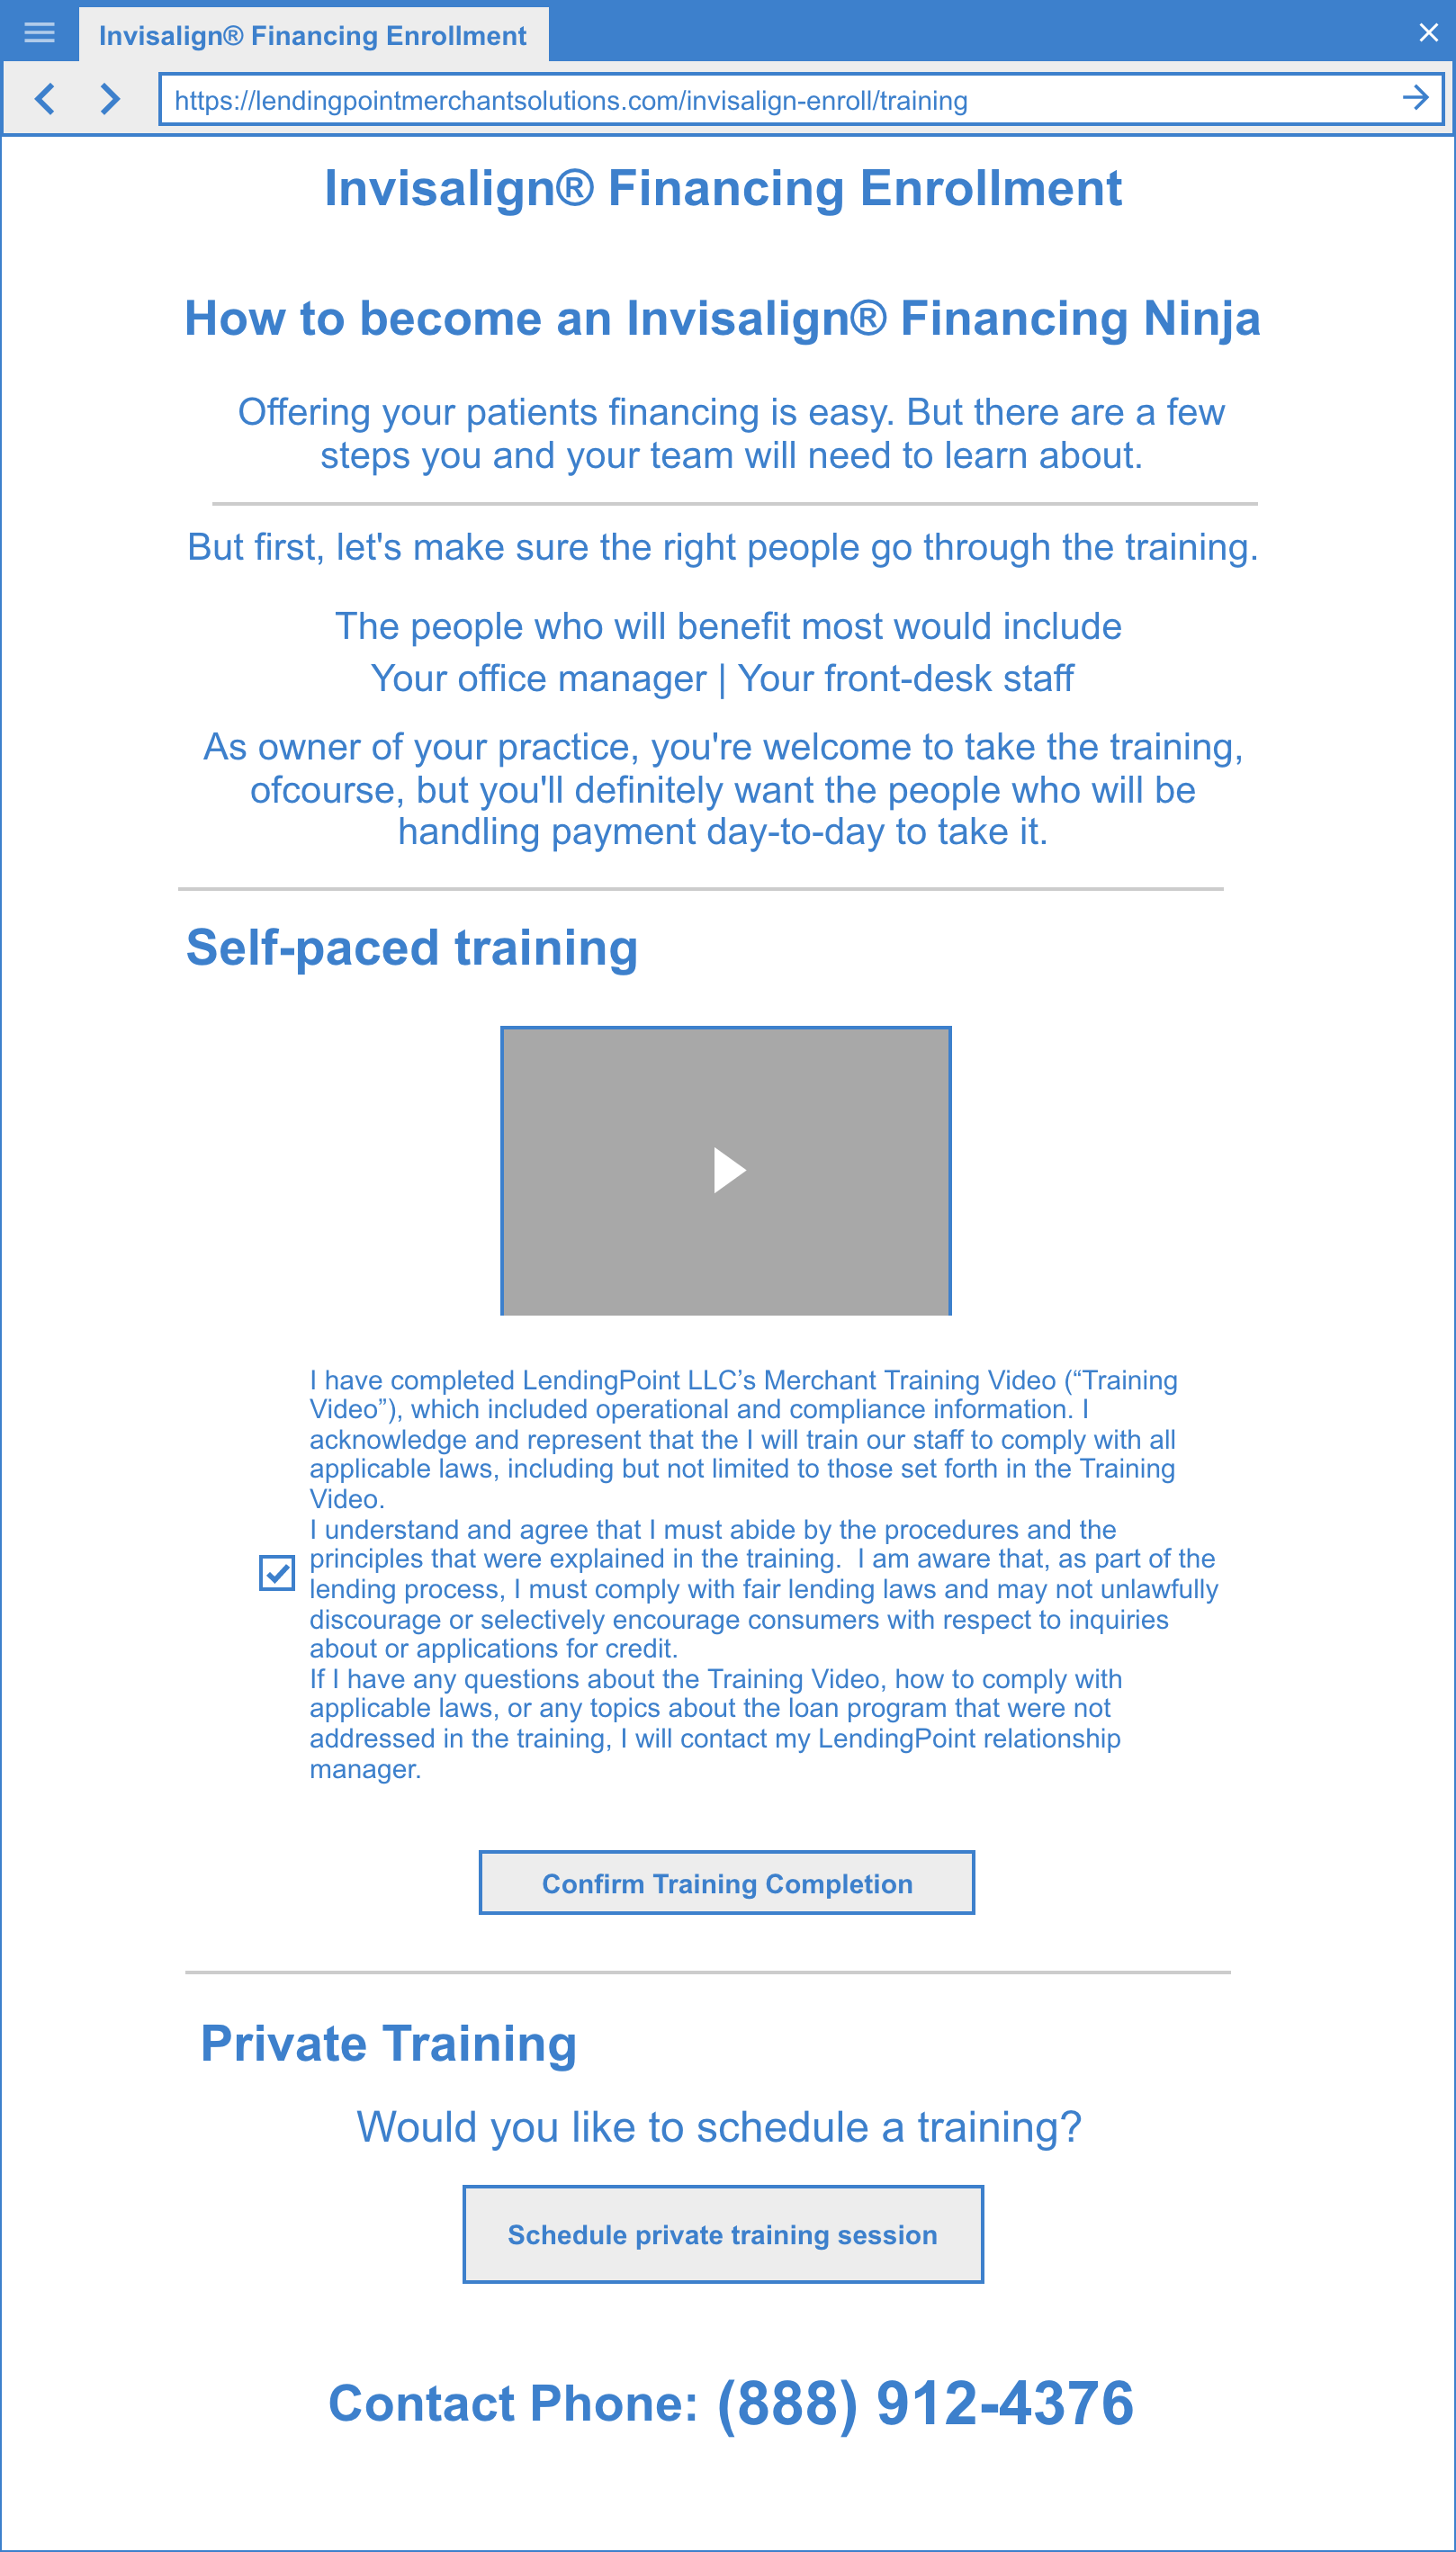 Invisalign® Financing Enrollment
https://lendingpointmerchantsolutions.com/invisalign-enroll/training
Invisalign® Financing Enrollment
How to become an Invisalign® Financing Ninja
Offering your patients financing is easy. But there are a few
steps you and your team will need to learn about.
But first, let's make sure the right people go through the training.
The people who will benefit most would include
Your office manager | Your front-desk staff
As owner of your practice, you're welcome to take the training,
ofcourse, but you'll definitely want the people who will be
handling payment day-to-day to take it.
Self-paced training
I have completed LendingPoint LLC’s Merchant Training Video (“Training
Video”), which included operational and compliance information. I
acknowledge and represent that the I will train our staff to comply with all
applicable laws, including but not limited to those set forth in the Training
Video.
I understand and agree that I must abide by the procedures and the
principles that were explained in the training.  I am aware that, as part of the
lending process, I must comply with fair lending laws and may not unlawfully
discourage or selectively encourage consumers with respect to inquiries
about or applications for credit.
If I have any questions about the Training Video, how to comply with
applicable laws, or any topics about the loan program that were not
addressed in the training, I will contact my LendingPoint relationship
manager.
Confirm Training Completion
Private Training
Would you like to schedule a training?
Schedule private training session
Contact Phone: (888) 912-4376